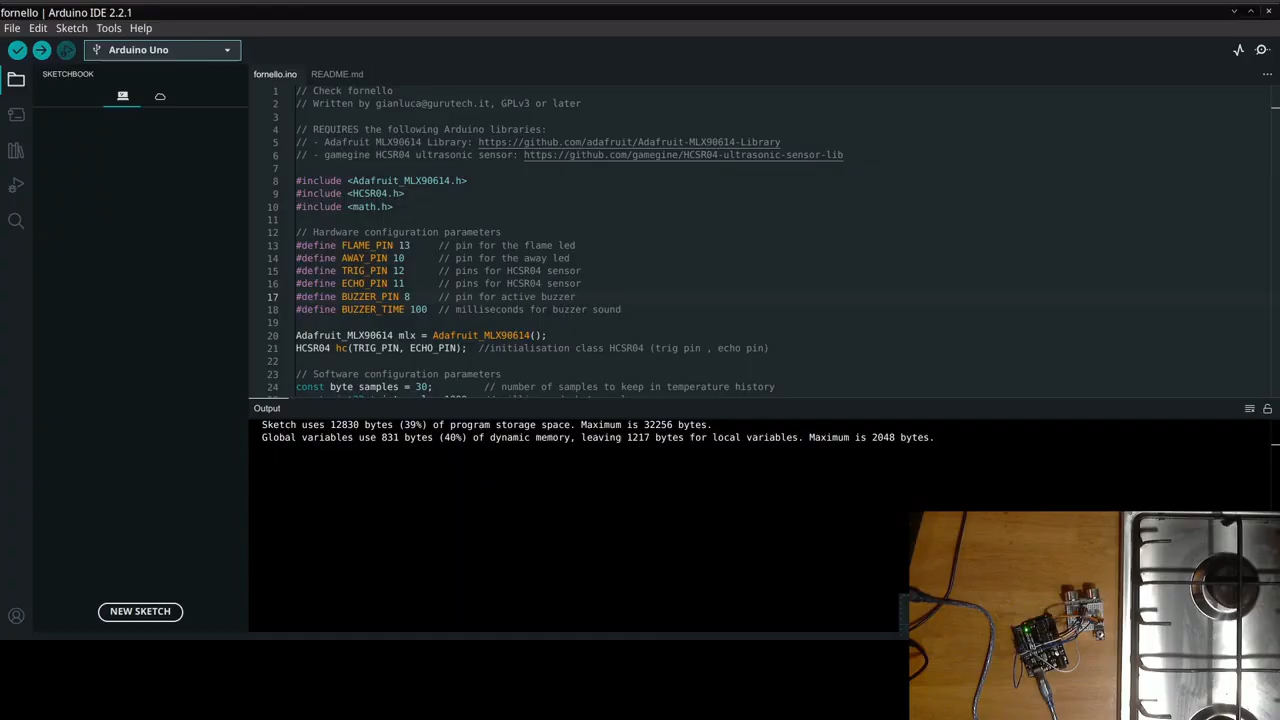 fornello | Arduino IDE 2.2.1
File Edit Sketch Tools Help
Arduino Uno
SKETCHBOOK
fornello.ino README.md
1 // Check fornello
2 // Written by gianluca@gurutech.it, GPLv3 or later
3
4 // REQUIRES the following Arduino libraries:
5 // - Adafruit MLX90614 Library: https://github.com/adafruit/Adafruit-MLX90614-Library
6 // - gamegine HCSR04 ultrasonic sensor: https://github.com/gamegine/HCSR04-ultrasonic-sensor-lib
7
8 #include <Adafruit_MLX90614.h>
9 #include <HCSR04.h>
10 #include <math.h>
11
12 // Hardware configuration parameters
13 #define FLAME_PIN 13 // pin for the flame led
14 #define AWAY_PIN 10 // pin for the away led
15 #define TRIG_PIN 12 // pins for HCSR04 sensor
16 #define ECHO_PIN 11 // pins for HCSR04 sensor
17 #define BUZZER_PIN 8 // pin for active buzzer
18 #define BUZZER_TIME 100 // milliseconds for buzzer sound
19
20 Adafruit_MLX90614 mlx = Adafruit_MLX90614();
21 HCSR04 hc(TRIG_PIN, ECHO_PIN); //initialisation class HCSR04 (trig pin , echo pin)
22
23 // Software configuration parameters
24 const byte samples = 30; // number of samples to keep in temperature history
Output
Sketch uses 12830 bytes (39%) of program storage space. Maximum is 32256 bytes.
Global variables use 831 bytes (40%) of dynamic memory, leaving 1217 bytes for local variables. Maximum is 2048 bytes.
NEW SKETCH